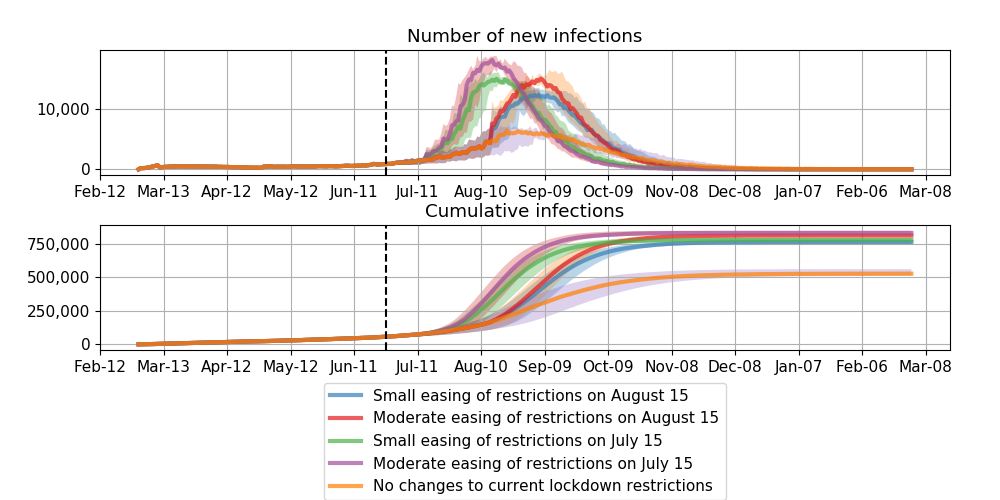 Number of new infections
10,000
0
Feb-12 Mar-13 Apr-12 May-12 Jun-11 Jul-11 Aug-10 Sep-09 Oct-09 Nov-08 Dec-08 Jan-07 Feb-06 Mar-08
Cumulative infections
750,000
500,000
250,000
0
Feb-12 Mar-13 Apr-12 May-12 Jun-11 Jul-11 Aug-10 Sep-09 Oct-09 Nov-08 Dec-08 Jan-07 Feb-06 Mar-08
Small easing of restrictions on August 15
Moderate easing of restrictions on August 15
Small easing of restrictions on July 15
Moderate easing of restrictions on July 15
No changes to current lockdown restrictions